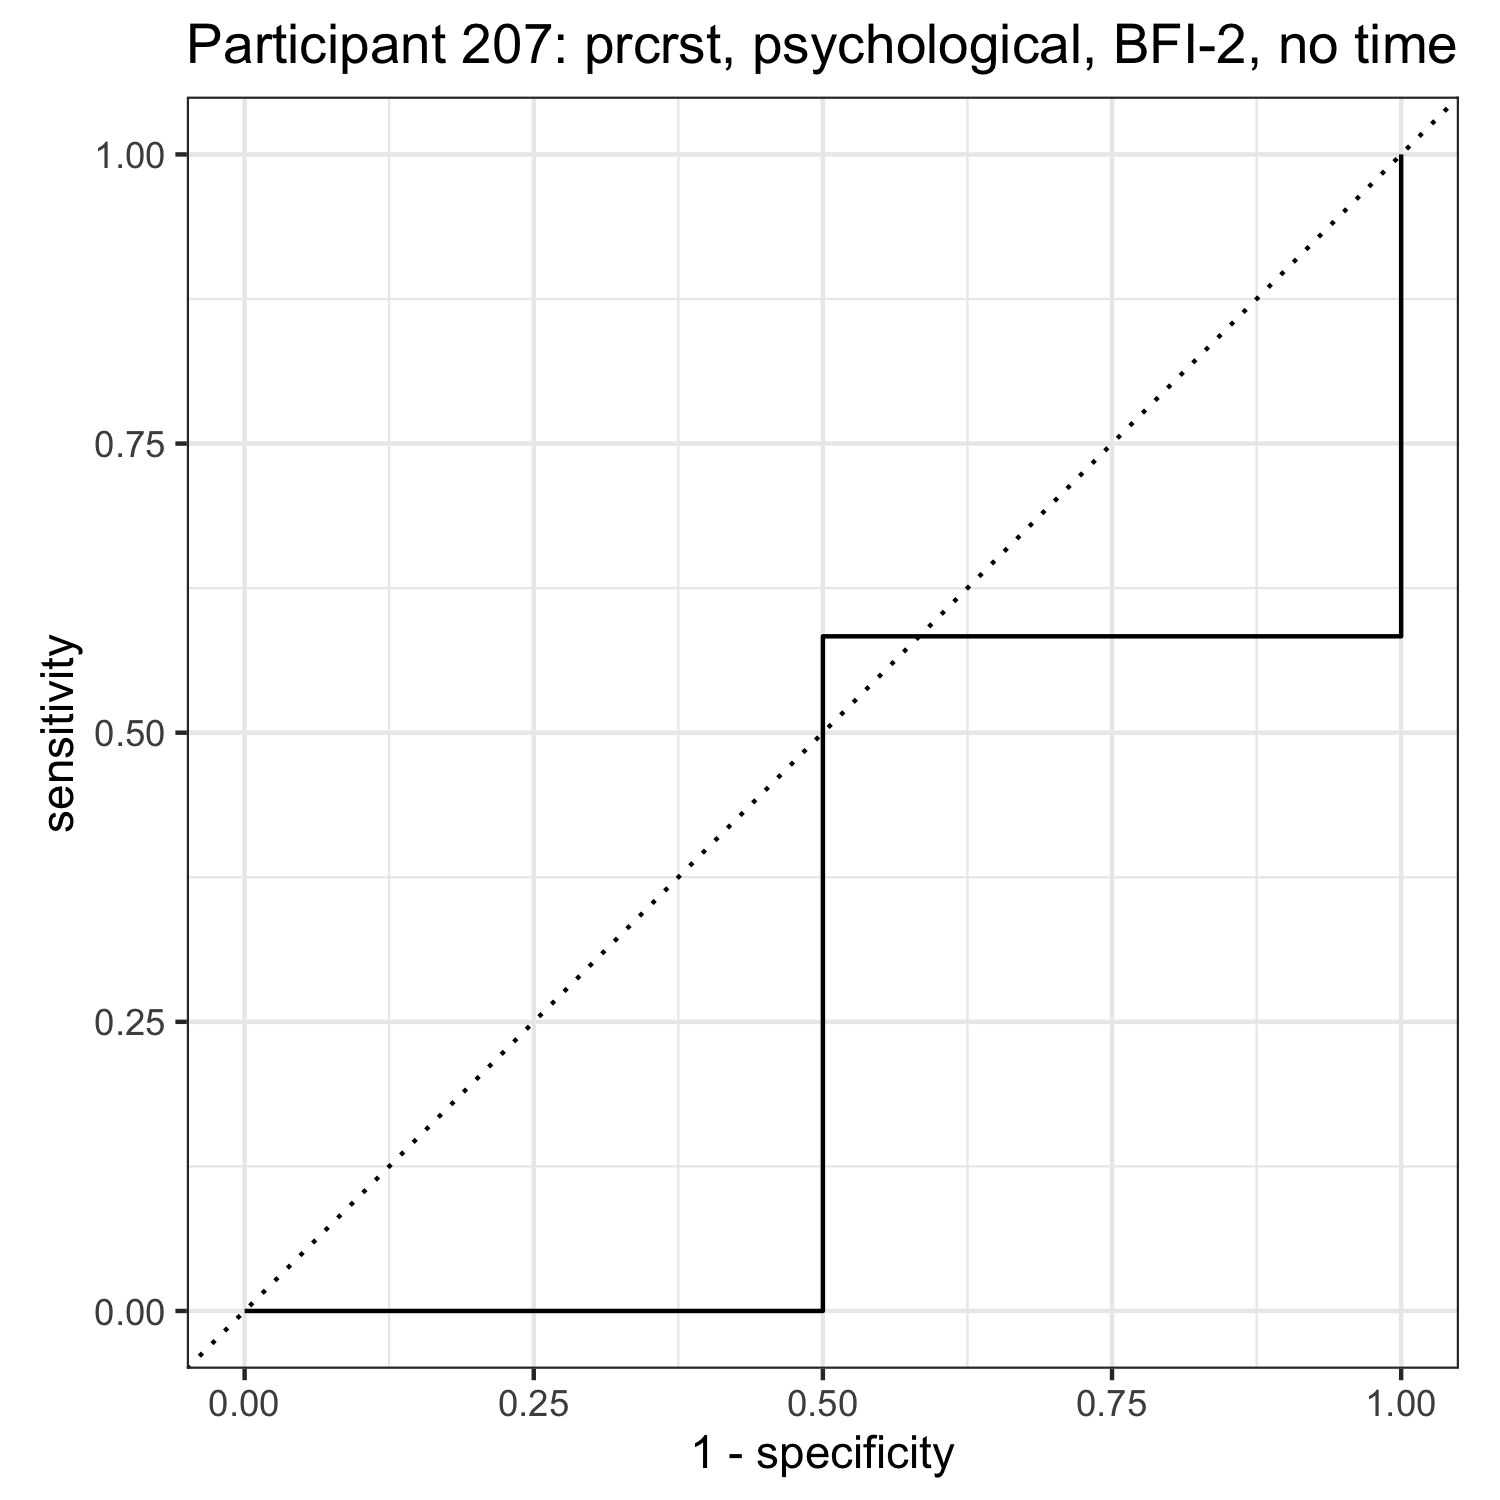 Participant 207: prcrst, psychological, BFI-2, no time
1.00
0.75
0.50
0.25
0.00
sensitivity
0.00 0.25 0.50 0.75 1.00
1 - specificity